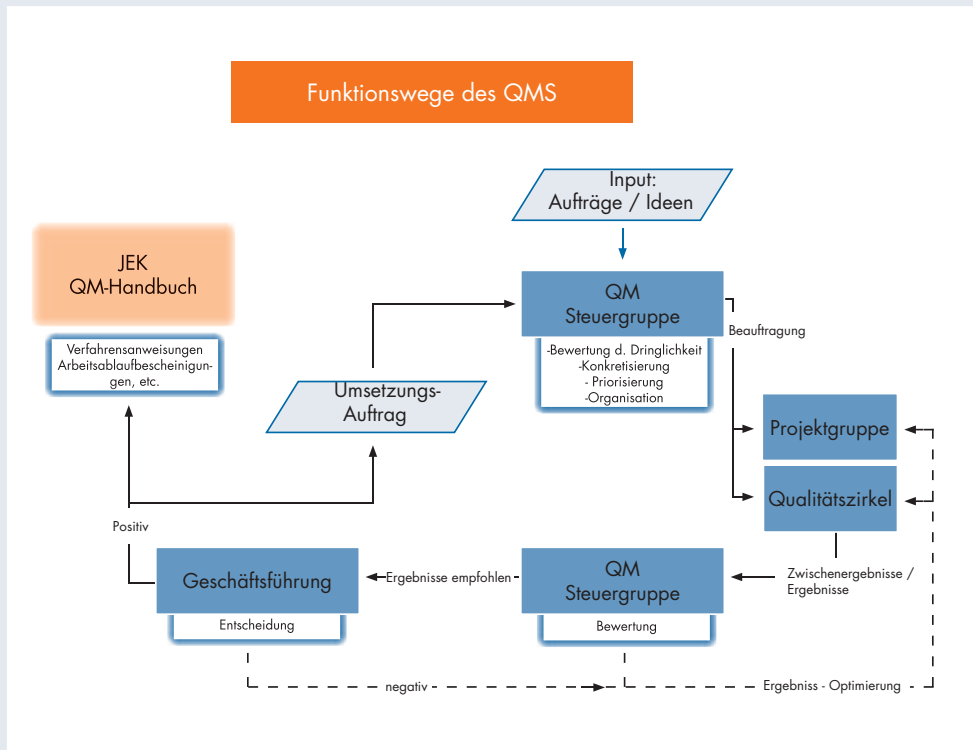 Funktionswege des QMS
Input:
Aufträge / Ideen
JEK
QM-Handbuch
Verfahrensanweisungen
Arbeitsablaufbescheinigun-
gen, etc.
QM
Steuergruppe
-Bewertung d. Dringlichkeit
-Konkretisierung
- Priorisierung
-Organisation
Beauftragung
Umsetzungs-
Auftrag
Projektgruppe
Qualitätszirkel
Positiv
Geschäftsführung
Entscheidung
Ergebnisse empfohlen
QM
Steuergruppe
Bewertung
Zwischenergebnisse /
Ergebnisse
negativ
Ergebniss - Optimierung